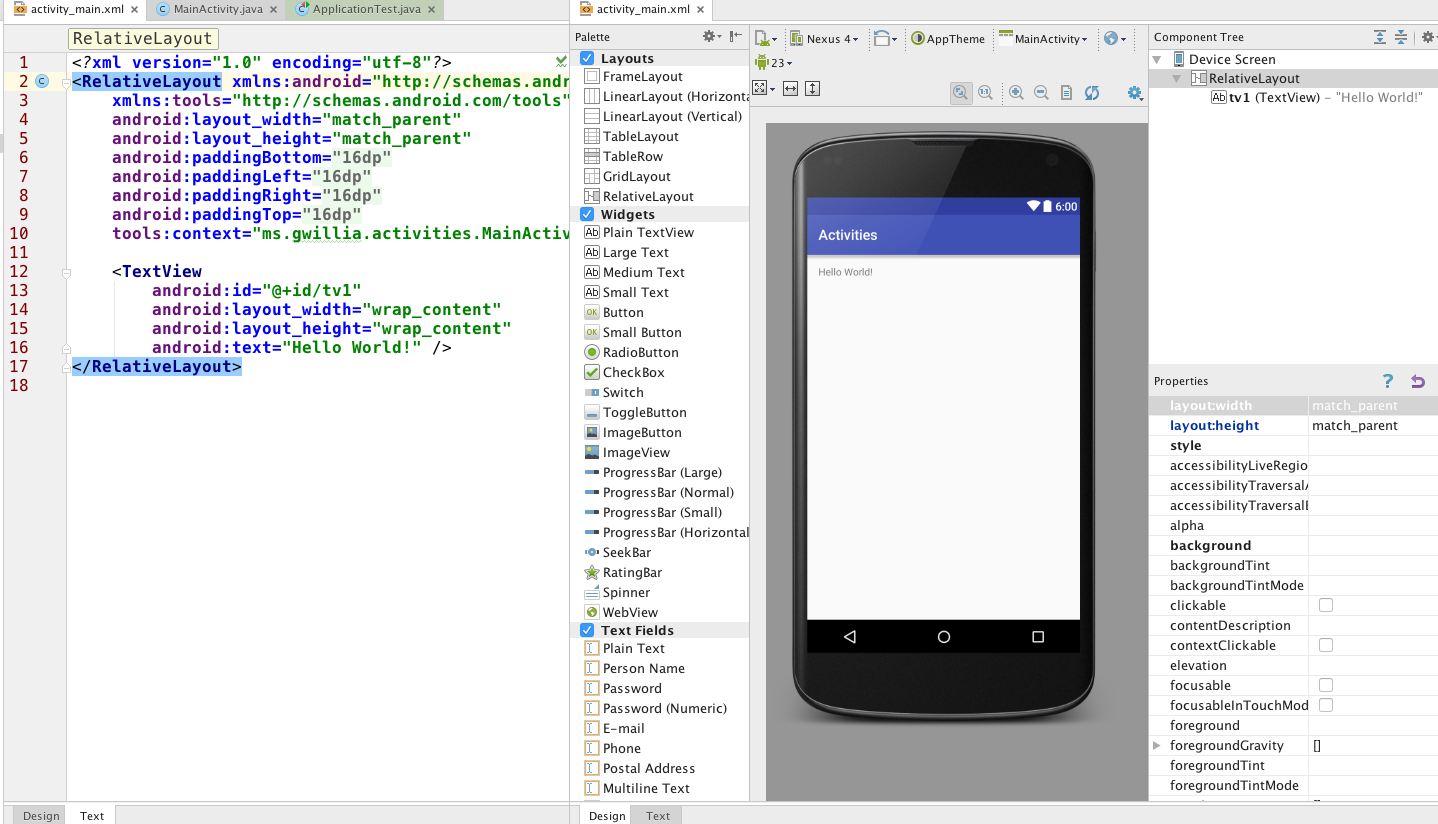 activity_main.xml
MainActivity.java
ApplicationTest.java
RelativeLayout
1 <?xml version="1.0" encoding="utf-8"?>
2 <RelativeLayout xmlns:android="http://schemas.andr
3 xmlns:tools="http://schemas.android.com/tools"
4 android:layout_width="match_parent"
5 android:layout_height="match_parent"
6 android:paddingBottom="16dp"
7 android:paddingLeft="16dp"
8 android:paddingRight="16dp"
9 android:paddingTop="16dp"
10 tools:context="ms.gwillia.activities.MainActiv
11
12 <TextView
13 android:id="@+id/tv1"
14 android:layout_width="wrap_content"
15 android:layout_height="wrap_content"
16 android:text="Hello World!" />
17 </RelativeLayout>
18
Design
Text
activity_main.xml
Palette
Layouts
FrameLayout
LinearLayout (Horizonta
LinearLayout (Vertical)
TableLayout
TableRow
GridLayout
RelativeLayout
Widgets
Ab Plain TextView
Ab Large Text
Ab Medium Text
Ab Small Text
OK Button
OK Small Button
RadioButton
CheckBox
Switch
ToggleButton
ImageButton
ImageView
ProgressBar (Large)
ProgressBar (Normal)
ProgressBar (Small)
ProgressBar (Horizontal
SeekBar
RatingBar
Spinner
WebView
Text Fields
Plain Text
Person Name
Password
Password (Numeric)
E-mail
Phone
Postal Address
Multiline Text
Design
Text
Nexus 4
AppTheme
MainActivity
23
6:00
Activities
Hello World!
Component Tree
Device Screen
RelativeLayout
Ab tv1 (TextView) – "Hello World!"
Properties
?
layout:width match_parent
layout:height match_parent
style
accessibilityLiveRegio
accessibilityTraversalA
accessibilityTraversalB
alpha
background
backgroundTint
backgroundTintMode
clickable
contentDescription
contextClickable
elevation
focusable
focusableInTouchMod
foreground
foregroundGravity []
foregroundTint
foregroundTintMode